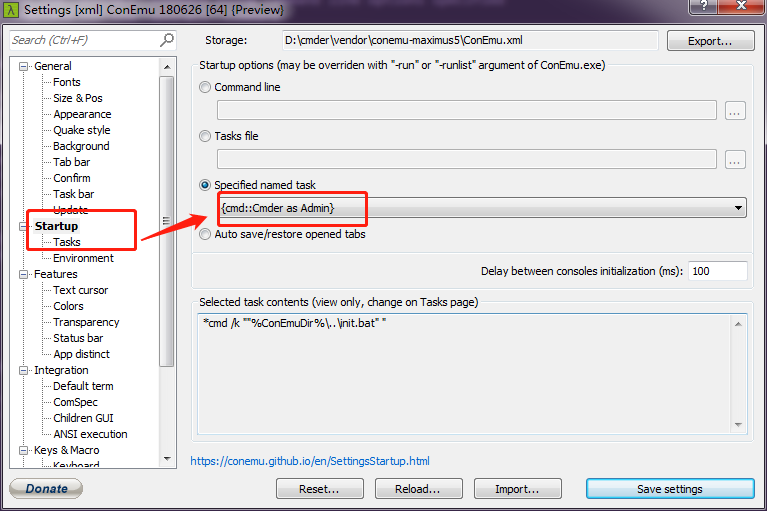 Settings [xml] ConEmu 180626 [64] {Preview}
Search (Ctrl+F)
Storage:
D:\cmder\vendor\conemu-maximus5\ConEmu.xml
Export...
General
Fonts
Size & Pos
Appearance
Quake style
Background
Tab bar
Confirm
Task bar
Update
Startup
Tasks
Environment
Features
Text cursor
Colors
Transparency
Status bar
App distinct
Integration
Default term
ComSpec
Children GUI
ANSI execution
Keys & Macro
Keyboard
Startup options (may be overriden with "-run" or "-runlist" argument of ConEmu.exe)
Command line
...
Tasks file
...
Specified named task
{cmd::Cmder as Admin}
Auto save/restore opened tabs
Delay between consoles initialization (ms):
100
Selected task contents (view only, change on Tasks page)
*cmd /k ""%ConEmuDir%\..\init.bat" "
https://conemu.github.io/en/SettingsStartup.html
Donate
Reset...
Reload...
Import...
Save settings